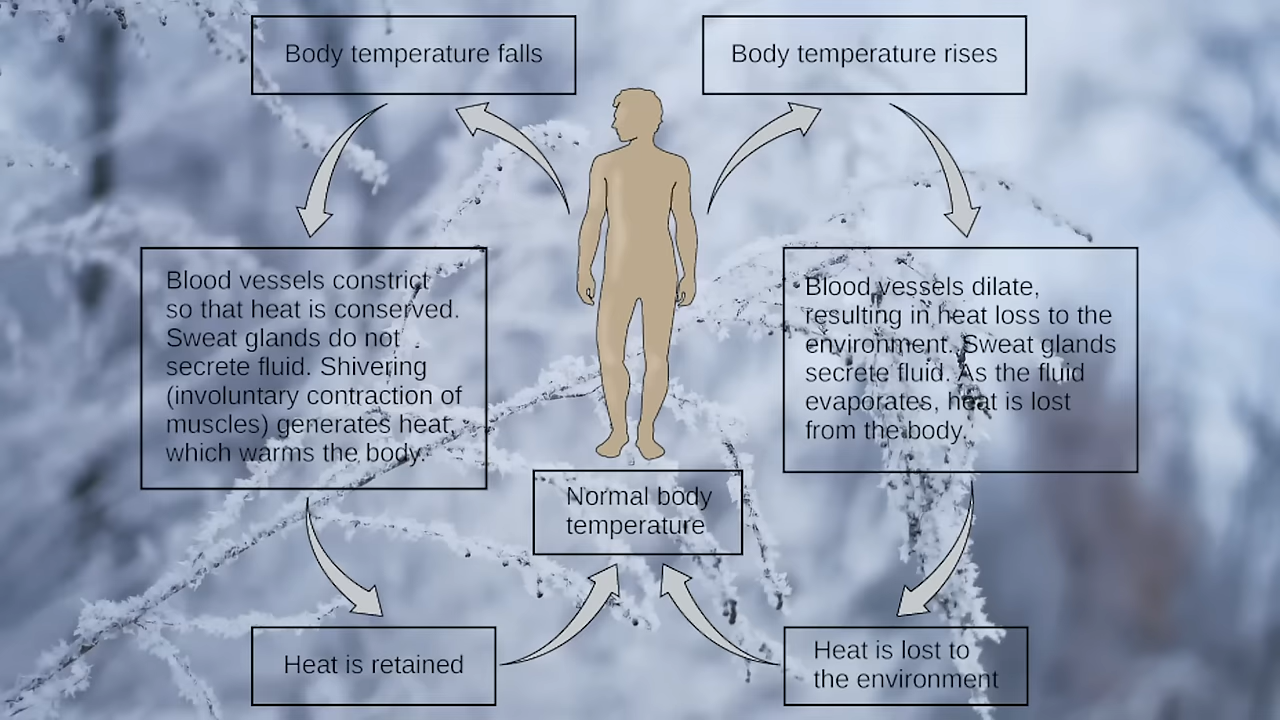 Body temperature falls
Body temperature rises
Blood vessels constrict
so that heat is conserved.
Sweat glands do not
secrete fluid. Shivering
(involuntary contraction of
muscles) generates heat,
which warms the body.
Blood vessels dilate,
resulting in heat loss to the
environment. Sweat glands
secrete fluid. As the fluid
evaporates, heat is lost
from the body.
Normal body
temperature
Heat is retained
Heat is lost to
the environment